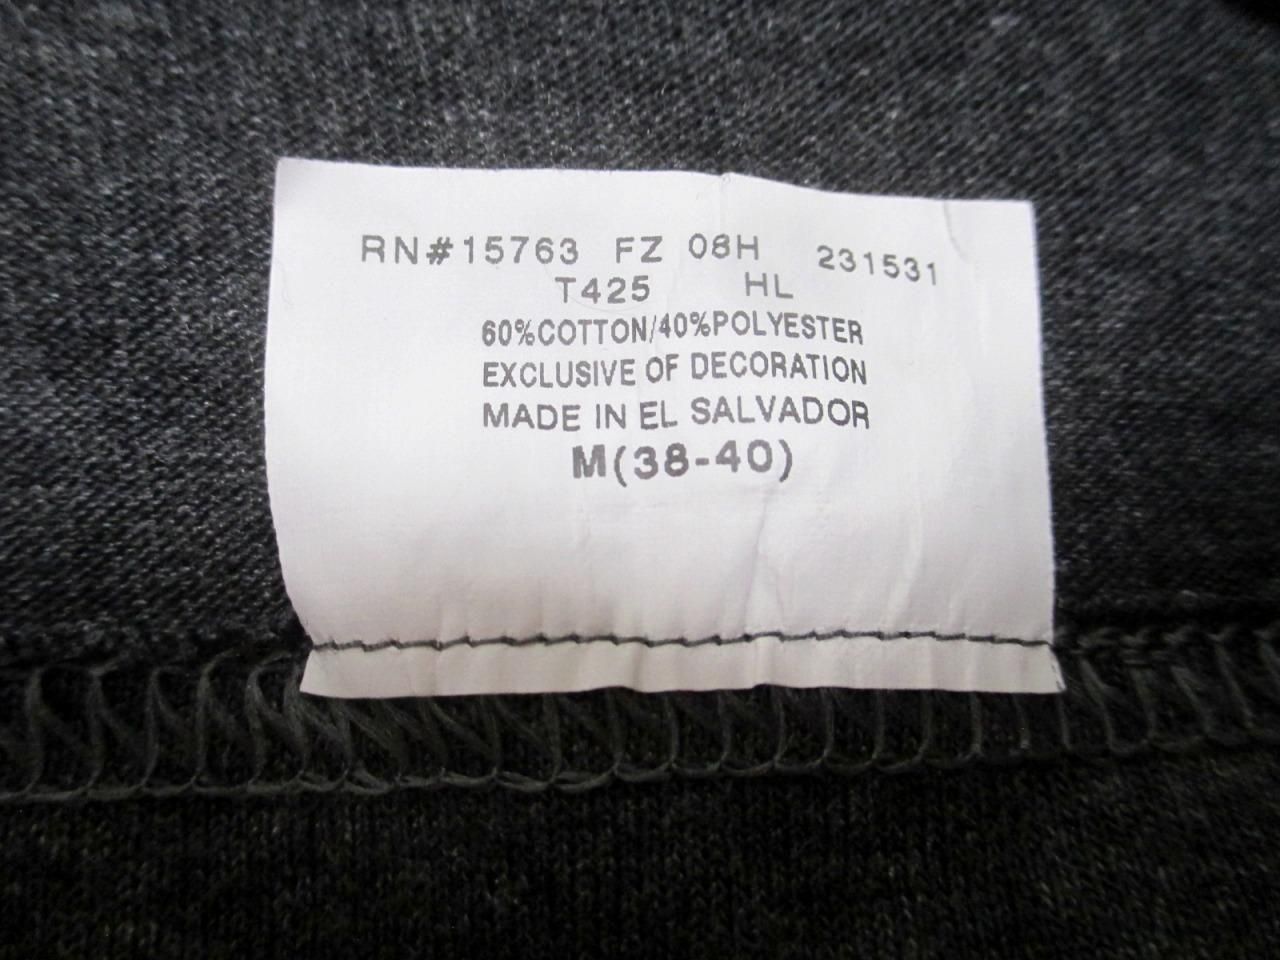 RN#15763 FZ 08H 231531
T425 HL
60%COTTON/40%POLYESTER
EXCLUSIVE OF DECORATION
MADE IN EL SALVADOR
M(38-40)